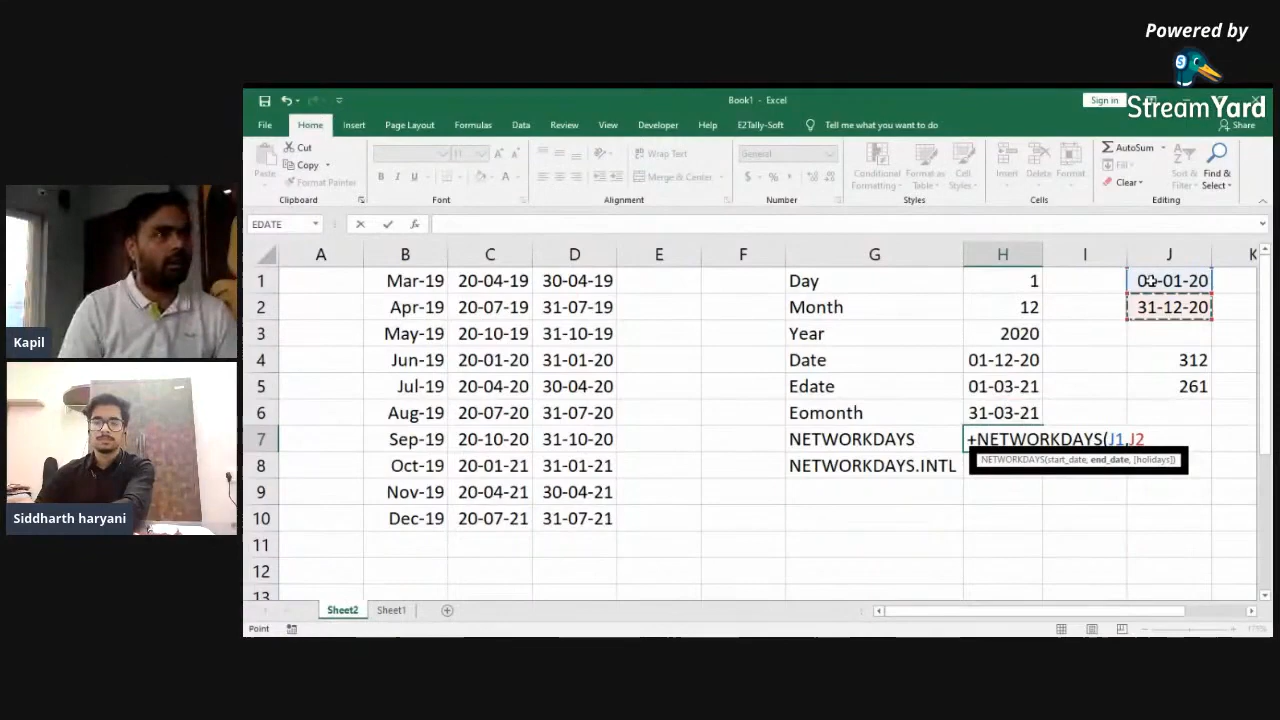 Powered by
StreamYard
Book1 - Excel
Sign in
File Home Insert Page Layout Formulas Data Review View Developer Help EZTally-Soft Tell me what you want to do Share
Paste
Cut
Copy
Format Painter
11
B I U
Wrap Text
Merge & Center
General
Conditional Formatting
Format as Table
Cell Styles
Insert Delete Format
AutoSum
Fill
Clear
Sort & Filter
Find & Select
Clipboard Font Alignment Number Styles Cells Editing
EDATE
A B C D E F G H I J K
1 Mar-19 20-04-19 30-04-19 Day 1
2 Apr-19 20-07-19 31-07-19 Month 12 31-12-20
3 May-19 20-10-19 31-10-19 Year 2020
4 Jun-19 20-01-20 31-01-20 Date 01-12-20 312
5 Jul-19 20-04-20 30-04-20 Edate 01-03-21 261
6 Aug-19 20-07-20 31-07-20 Eomonth 31-03-21
7 Sep-19 20-10-20 31-10-20 NETWORKDAYS +NETWORKDAYS(J1,J2
NETWORKDAYS(start_date, end_date, [holidays])
8 Oct-19 20-01-21 31-01-21 NETWORKDAYS.INTL
9 Nov-19 20-04-21 30-04-21
10 Dec-19 20-07-21 31-07-21
11
12
13
Sheet2 Sheet1
Point
Kapil
Siddharth haryani